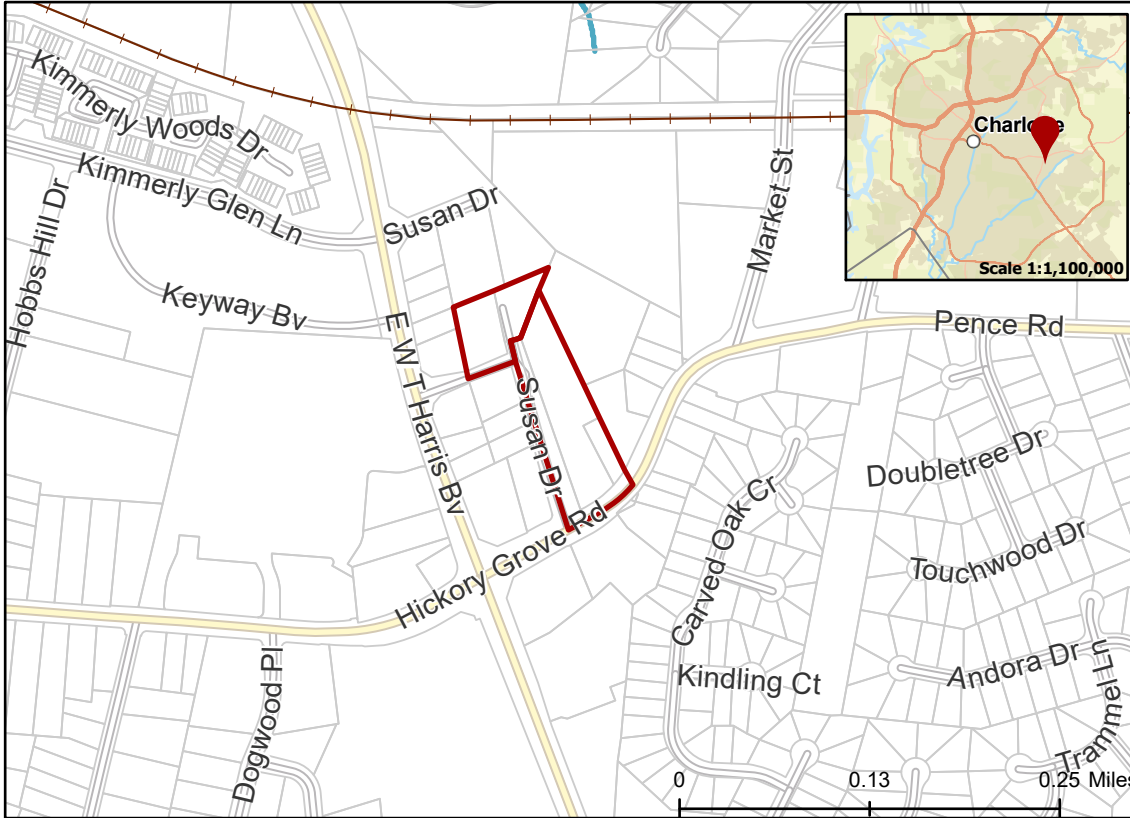 Kimmerly Woods Dr
Kimmerly Glen Ln
Susan Dr
Hobbs Hill Dr
Keyway Bv
E W T Harris Bv
Market St
Charlotte
Scale 1:1,100,000
Pence Rd
Susan Dr
Doubletree Dr
Hickory Grove Rd
Carved Oak Cr
Touchwood Dr
Dogwood Pl
Kindling Ct
Andora Dr
Trammel Ln
0
0.13
0.25 Miles